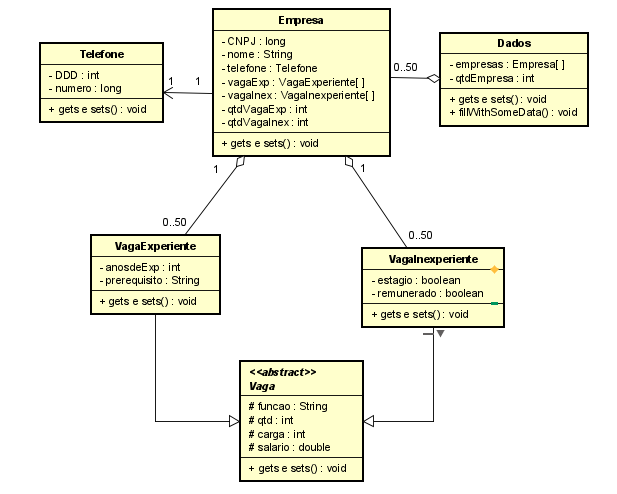 Empresa
- CNPJ : long
- nome : String
- telefone : Telefone
- vagaExp : VagaExperiente[ ]
- vagaInex : VagaInexperiente[ ]
- qtdVagaExp : int
- qtdVagaInex : int
+ gets e sets() : void
Telefone
- DDD : int
- numero : long
+ gets e sets() : void
1
1
0..50
Dados
- empresas : Empresa[ ]
- qtdEmpresa : int
+ gets e sets() : void
+ fillWithSomeData() : void
1
1
0..50
0..50
VagaExperiente
- anosdeExp : int
- prerequisito : String
+ gets e sets() : void
VagaInexperiente
- estagio : boolean
- remunerado : boolean
+ gets e sets() : void
<<abstract>>
Vaga
# funcao : String
# qtd : int
# carga : int
# salario : double
+ gets e sets() : void